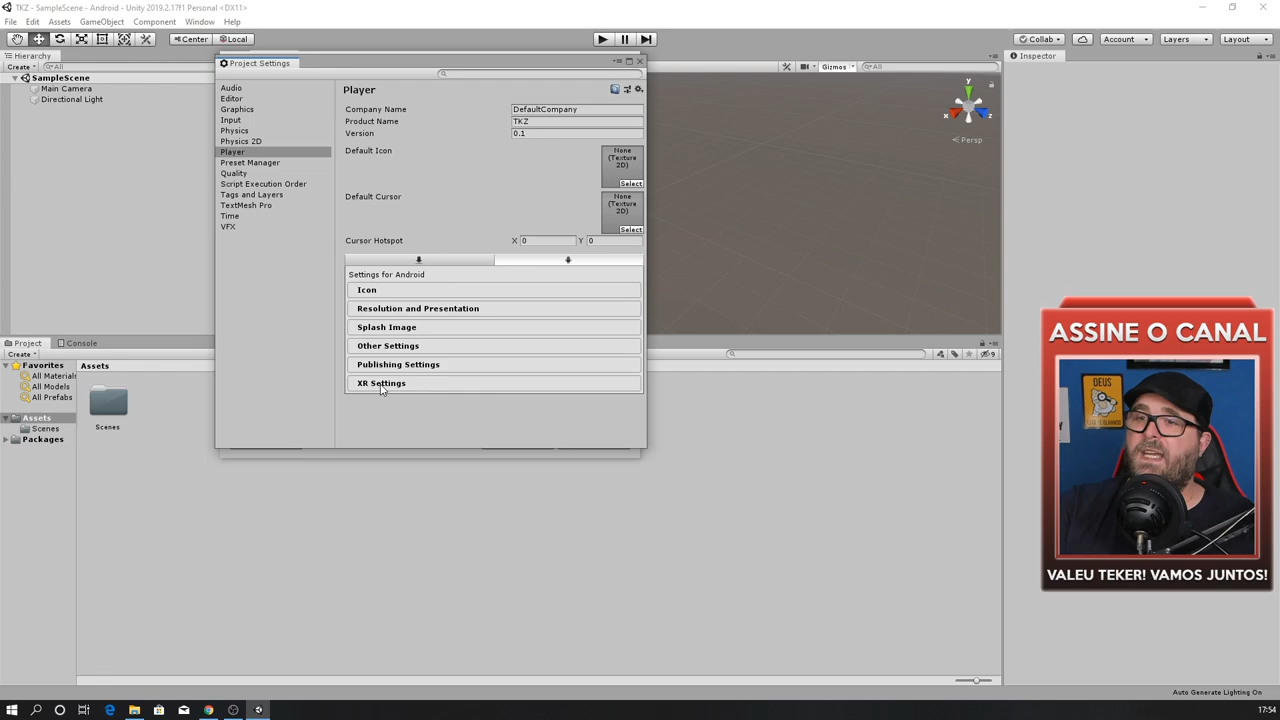 TKZ - SampleScene - Android - Unity 2019.2.17f1 Personal <DX11>
File Edit Assets GameObject Component Window Help
Center Local Collab Account Layers Layout
Hierarchy
Create All
SampleScene
Main Camera
Directional Light
Project Settings
Audio
Editor
Graphics
Input
Physics
Physics 2D
Player
Preset Manager
Quality
Script Execution Order
Tags and Layers
TextMesh Pro
Time
VFX
Player
Company Name DefaultCompany
Product Name TKZ
Version 0.1
Default Icon
None
(Texture
2D)
Select
Default Cursor
None
(Texture
2D)
Select
Cursor Hotspot X 0 Y 0
Settings for Android
Icon
Resolution and Presentation
Splash Image
Other Settings
Publishing Settings
XR Settings
Gizmos All
y
x z
Persp
Inspector
Project Console
Create
9
Favorites
All Materials
All Models
All Prefabs
Assets
Scenes
Packages
Assets
Scenes
ASSINE O CANAL
DEUS
VALEU TEKER! VAMOS JUNTOS!
Auto Generate Lighting On
17:54